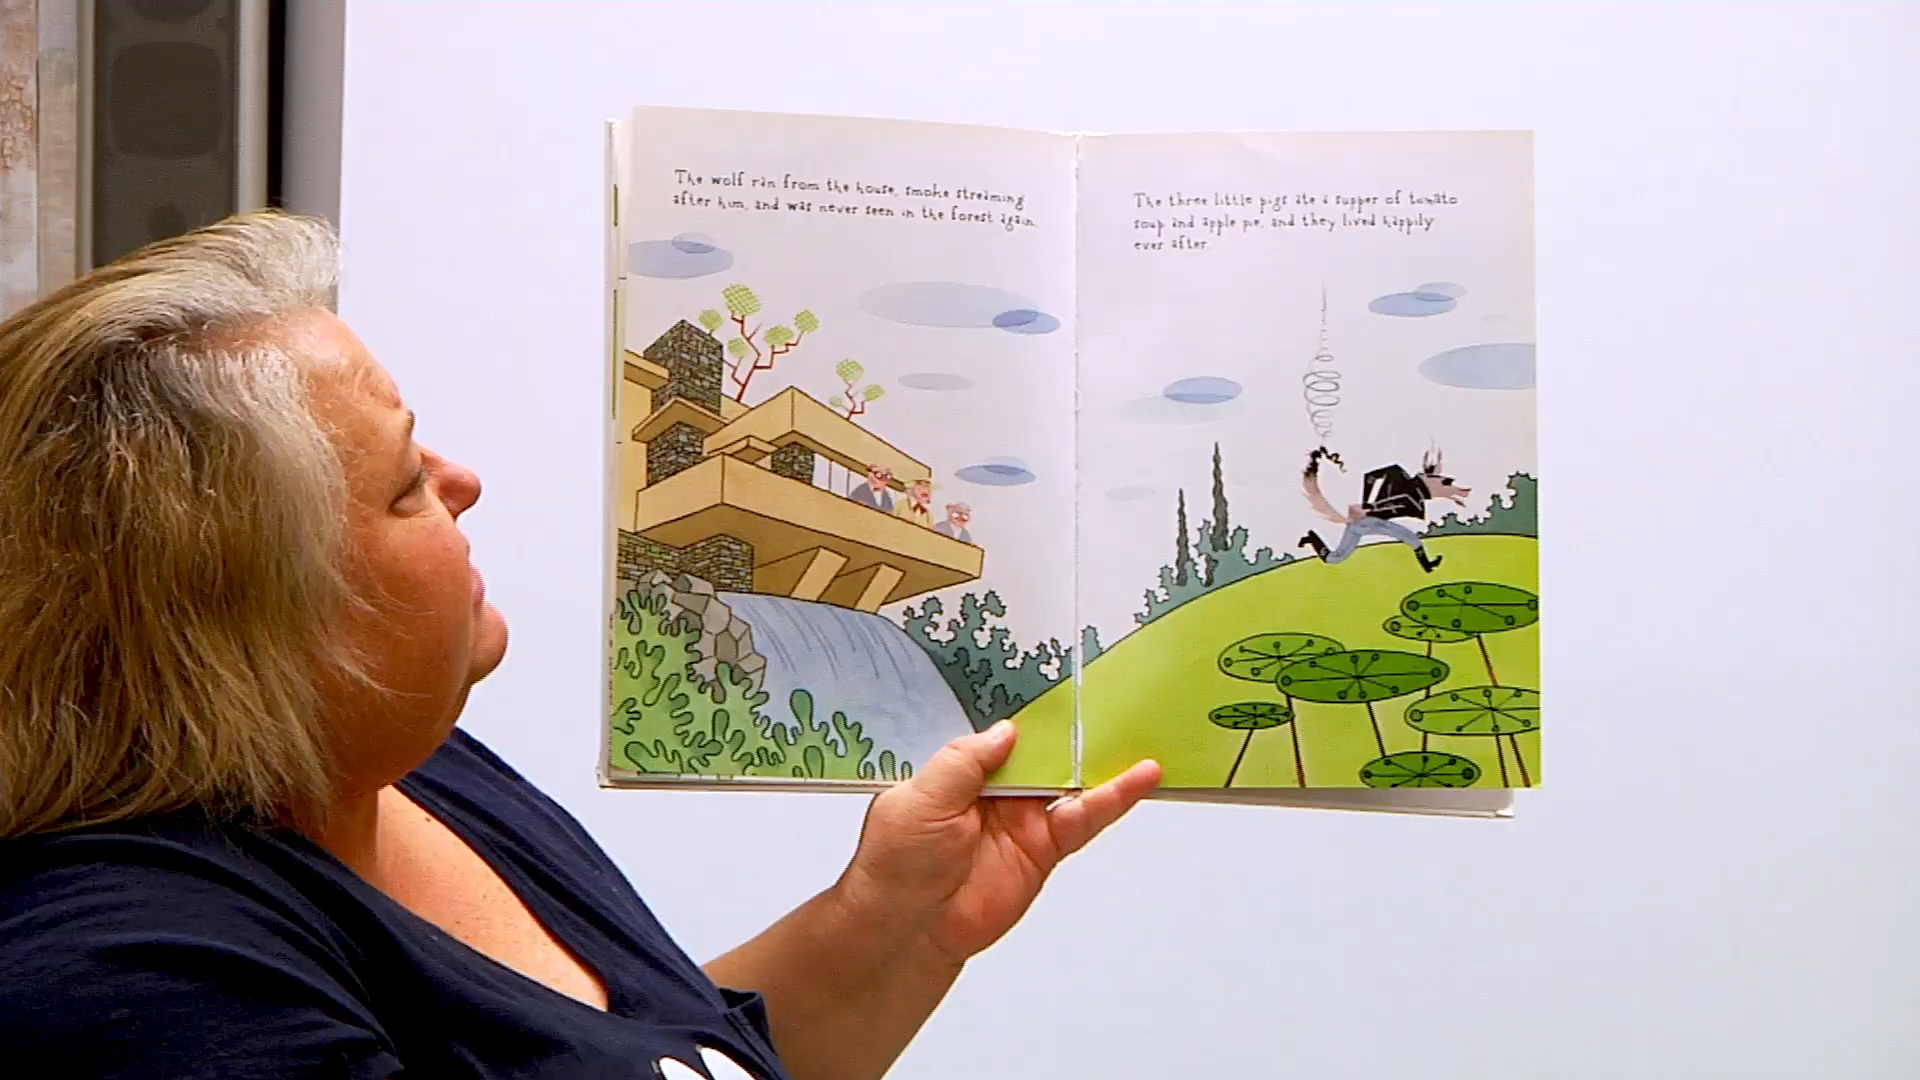 The wolf ran from the house, smoke streaming
after him, and was never seen in the forest again.
The three little pigs ate a supper of tomato
soup and apple pie, and they lived happily
ever after.